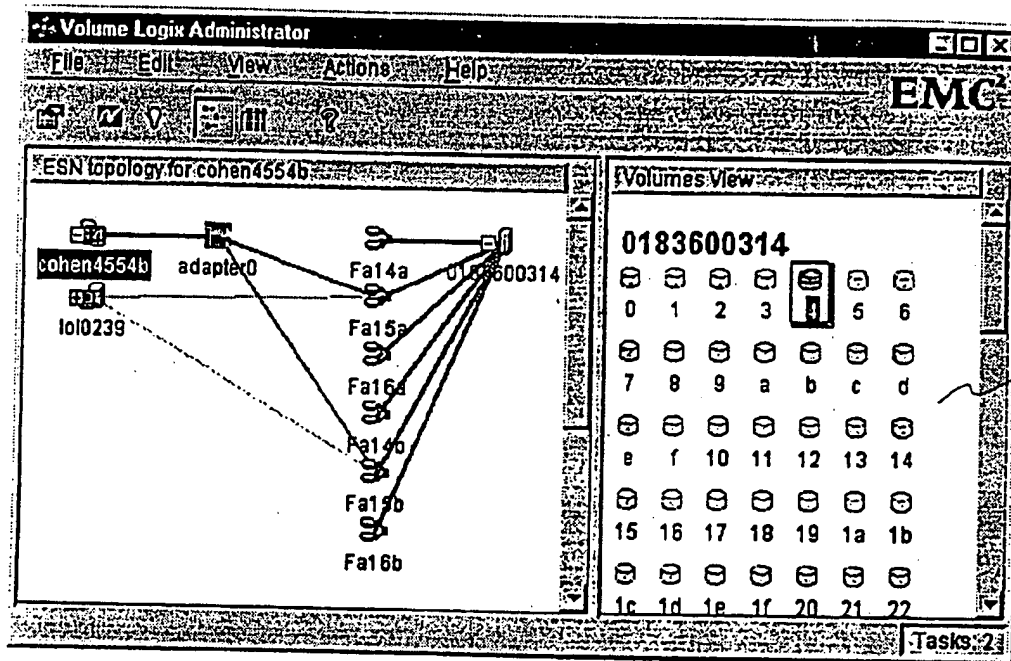 Volume Logix Administrator
File Edit View Actions Help
EMC²
ESN topology for cohen4554b
cohen4554b
adapter0
lol0239
Fa14a
0183600314
Fa15a
Fa16a
Fa14b
Fa15b
Fa16b
Volumes View
0183600314
0 1 2 3 4 5 6
7 8 9 a b c d
e f 10 11 12 13 14
15 16 17 18 19 1a 1b
1c 1d 1e 1f 20 21 22
Tasks: 2